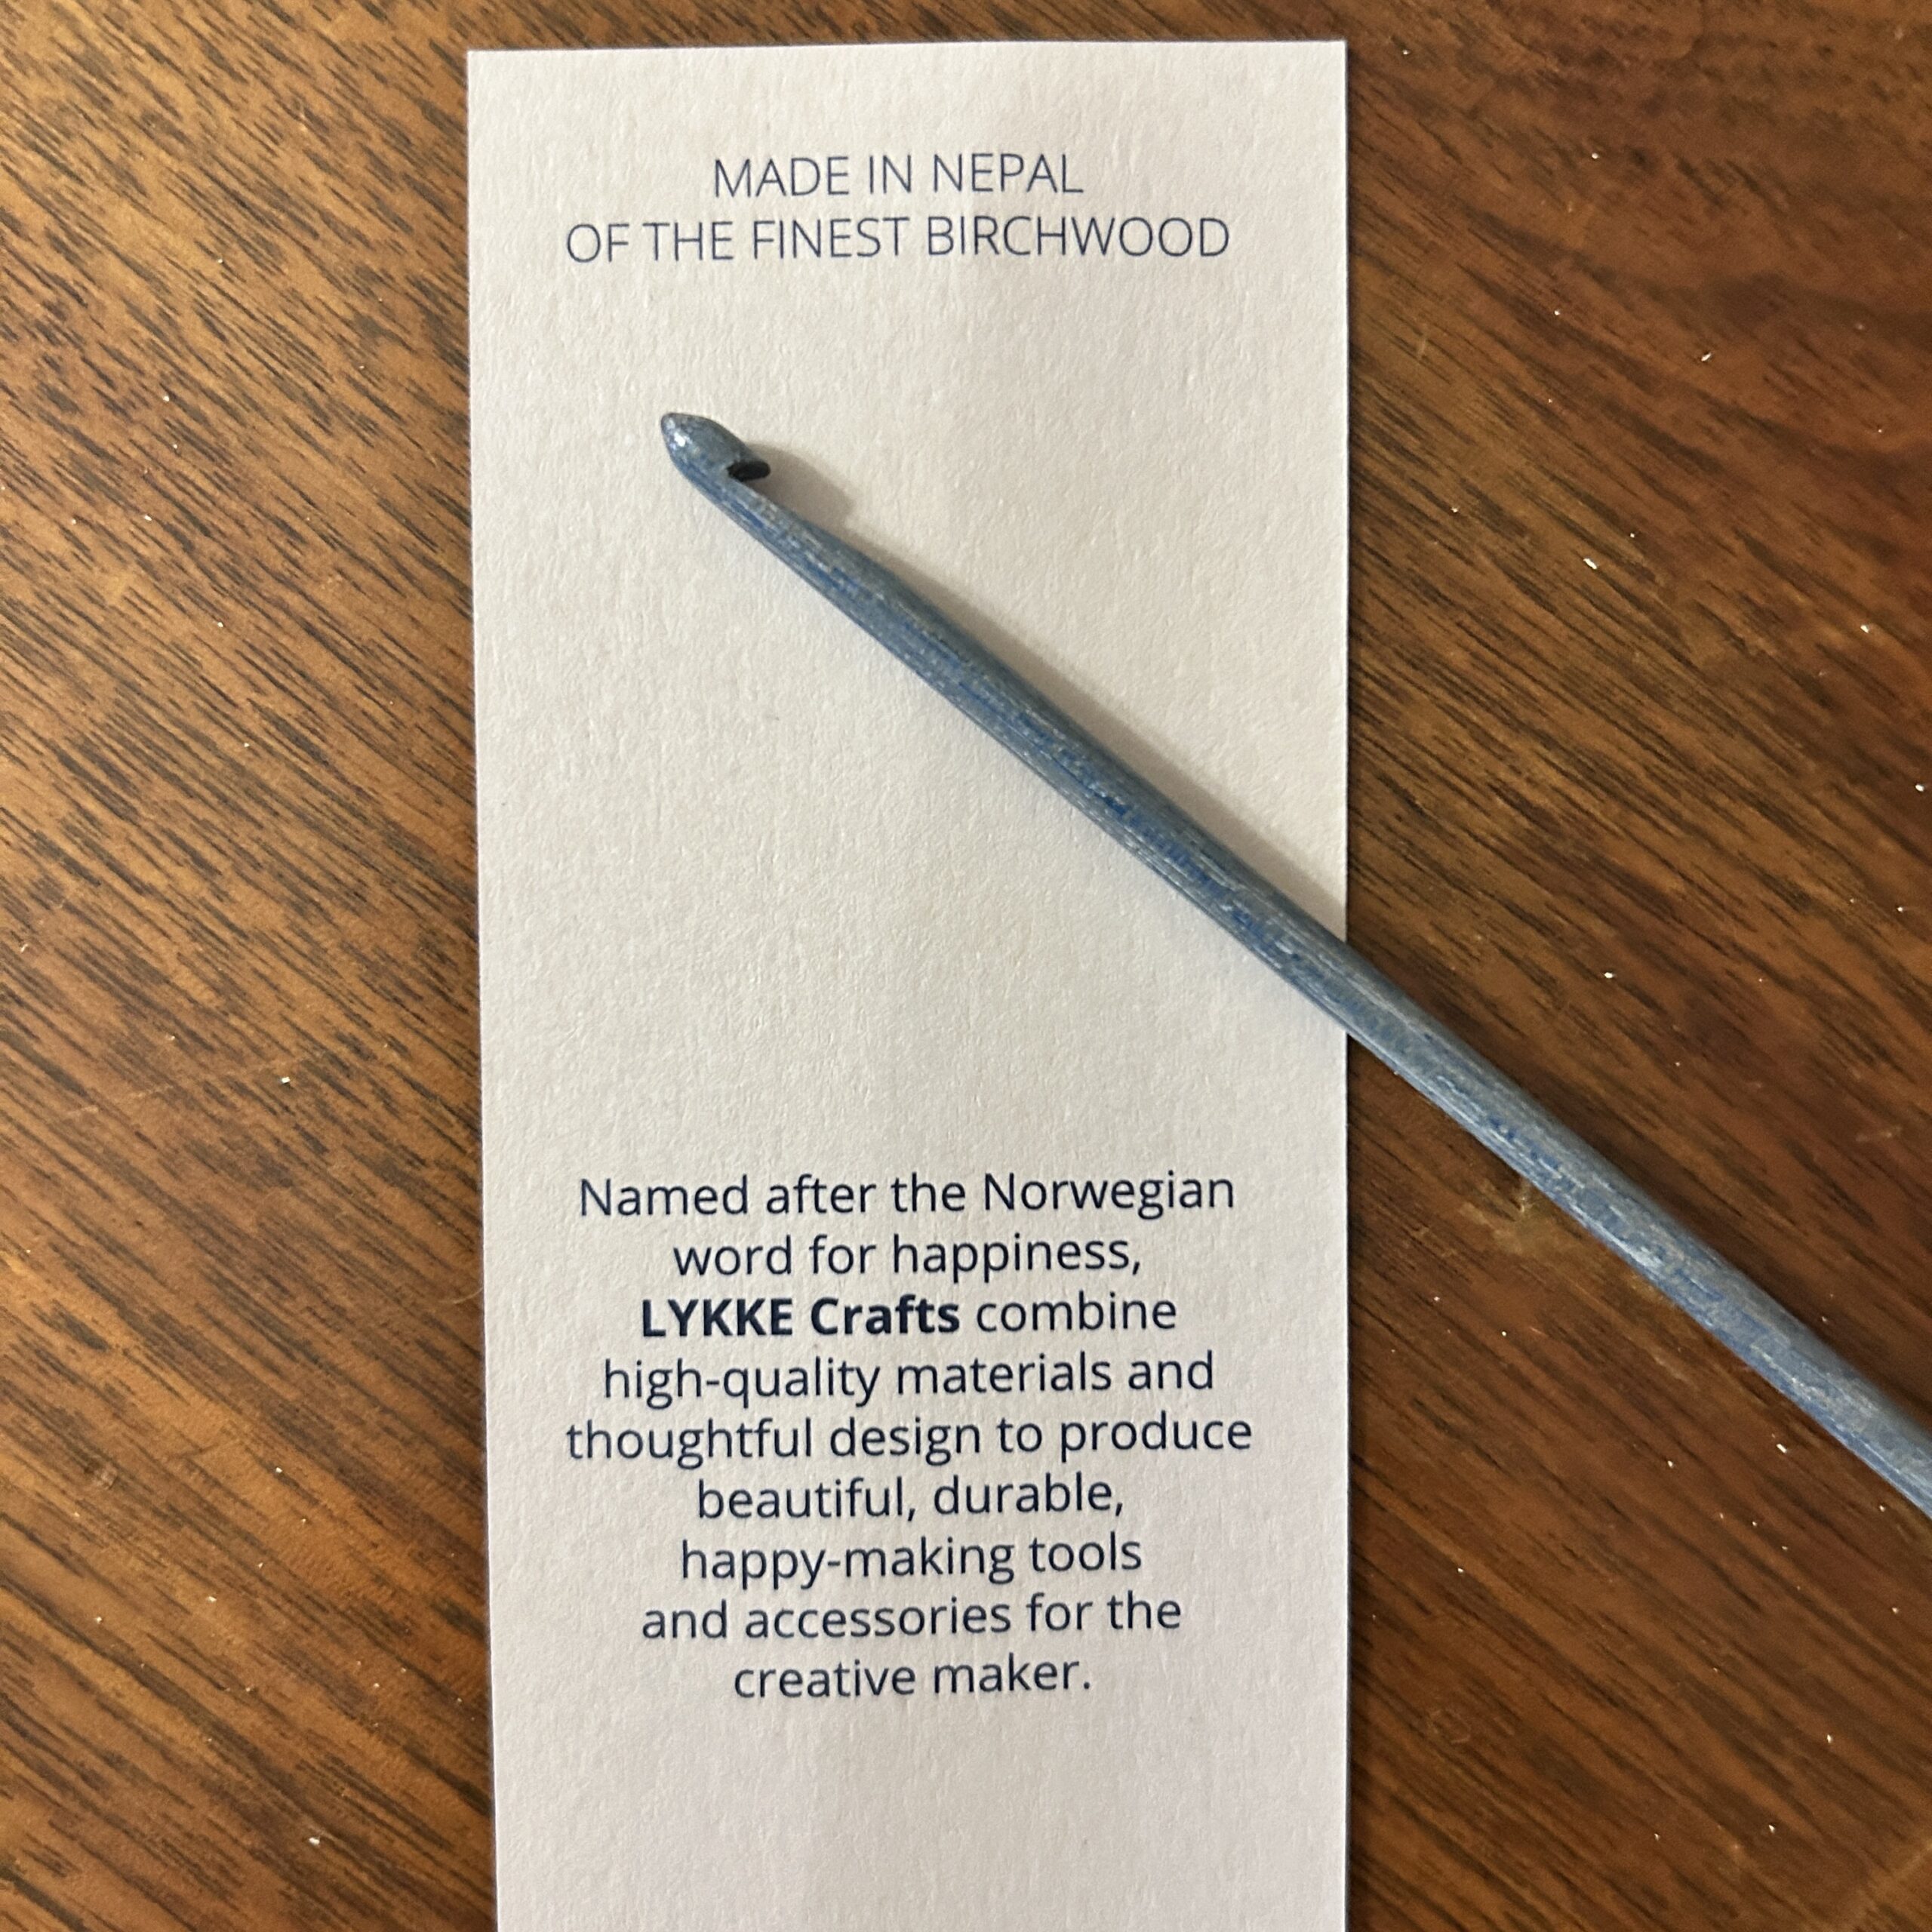 MADE IN NEPAL
OF THE FINEST BIRCHWOOD
Named after the Norwegian
word for happiness,
LYKKE Crafts combine
high-quality materials and
thoughtful design to produce
beautiful, durable,
happy-making tools
and accessories for the
creative maker.